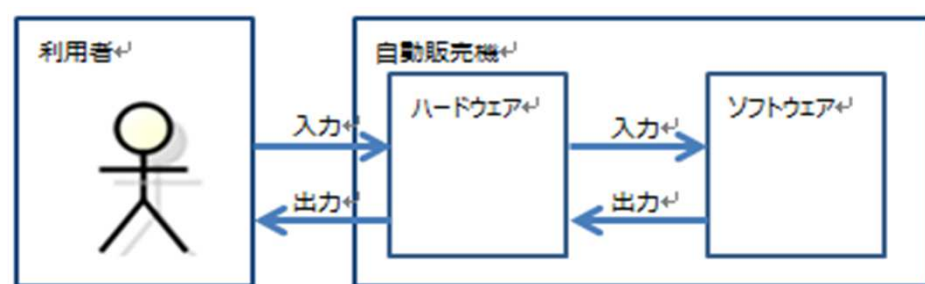 利用者
自動販売機
ハードウェア
ソフトウェア
入力
入力
出力
出力